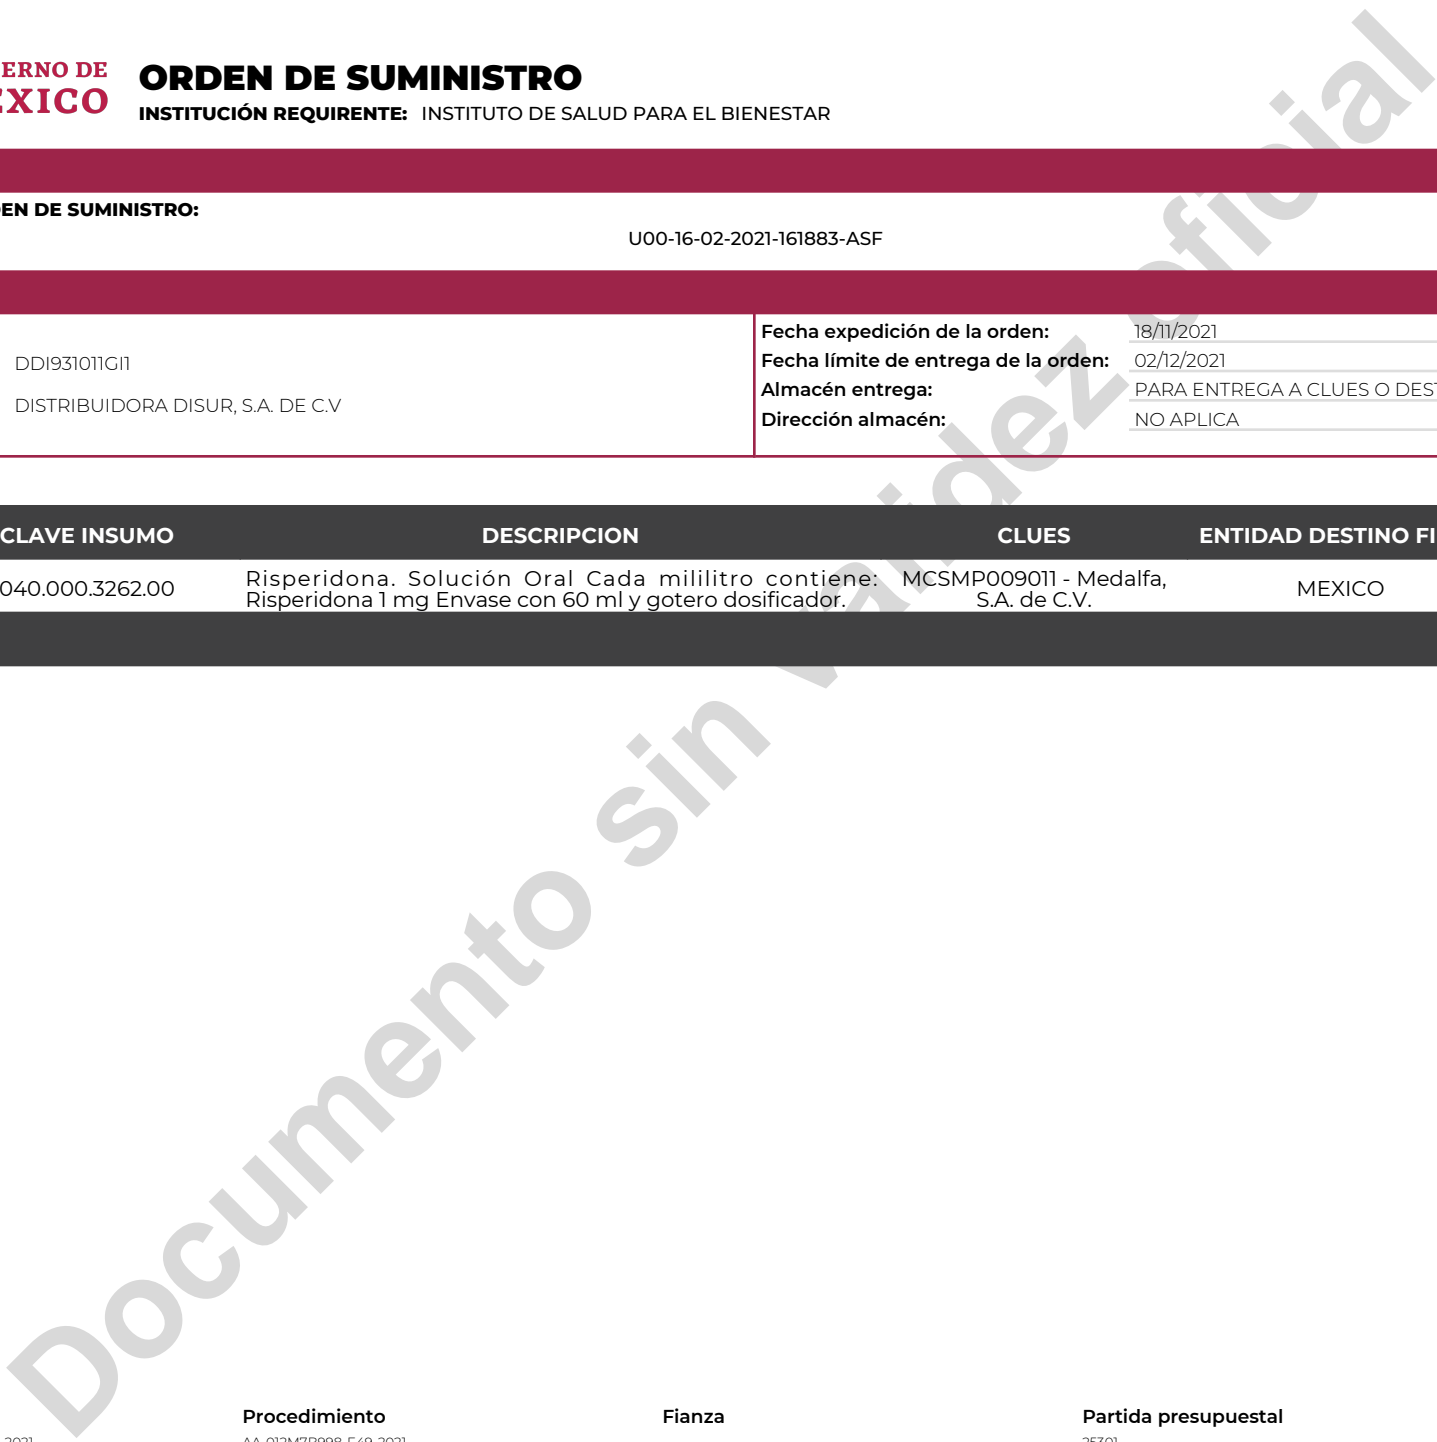 ERNO DE
ORDEN DE SUMINISTRO
XICO
INSTITUCIÓN REQUIRENTE: INSTITUTO DE SALUD PARA EL BIENESTAR
EN DE SUMINISTRO:
U00-16-02-2021-161883-ASF
Fecha expedición de la orden: 18/11/2021
DDI931011GI1
Fecha límite de entrega de la orden: 02/12/2021
Almacén entrega: PARA ENTREGA A CLUES O DEST
DISTRIBUIDORA DISUR, S.A. DE C.V
Dirección almacén: NO APLICA
CLAVE INSUMO DESCRIPCION CLUES ENTIDAD DESTINO FI
040.000.3262.00 Risperidona. Solución Oral Cada mililitro contiene: MCSMP009011 - Medalfa, MEXICO
Risperidona 1 mg Envase con 60 ml y gotero dosificador. S.A. de C.V.
Documento sin validez oficial
Procedimiento Fianza Partida presupuestal